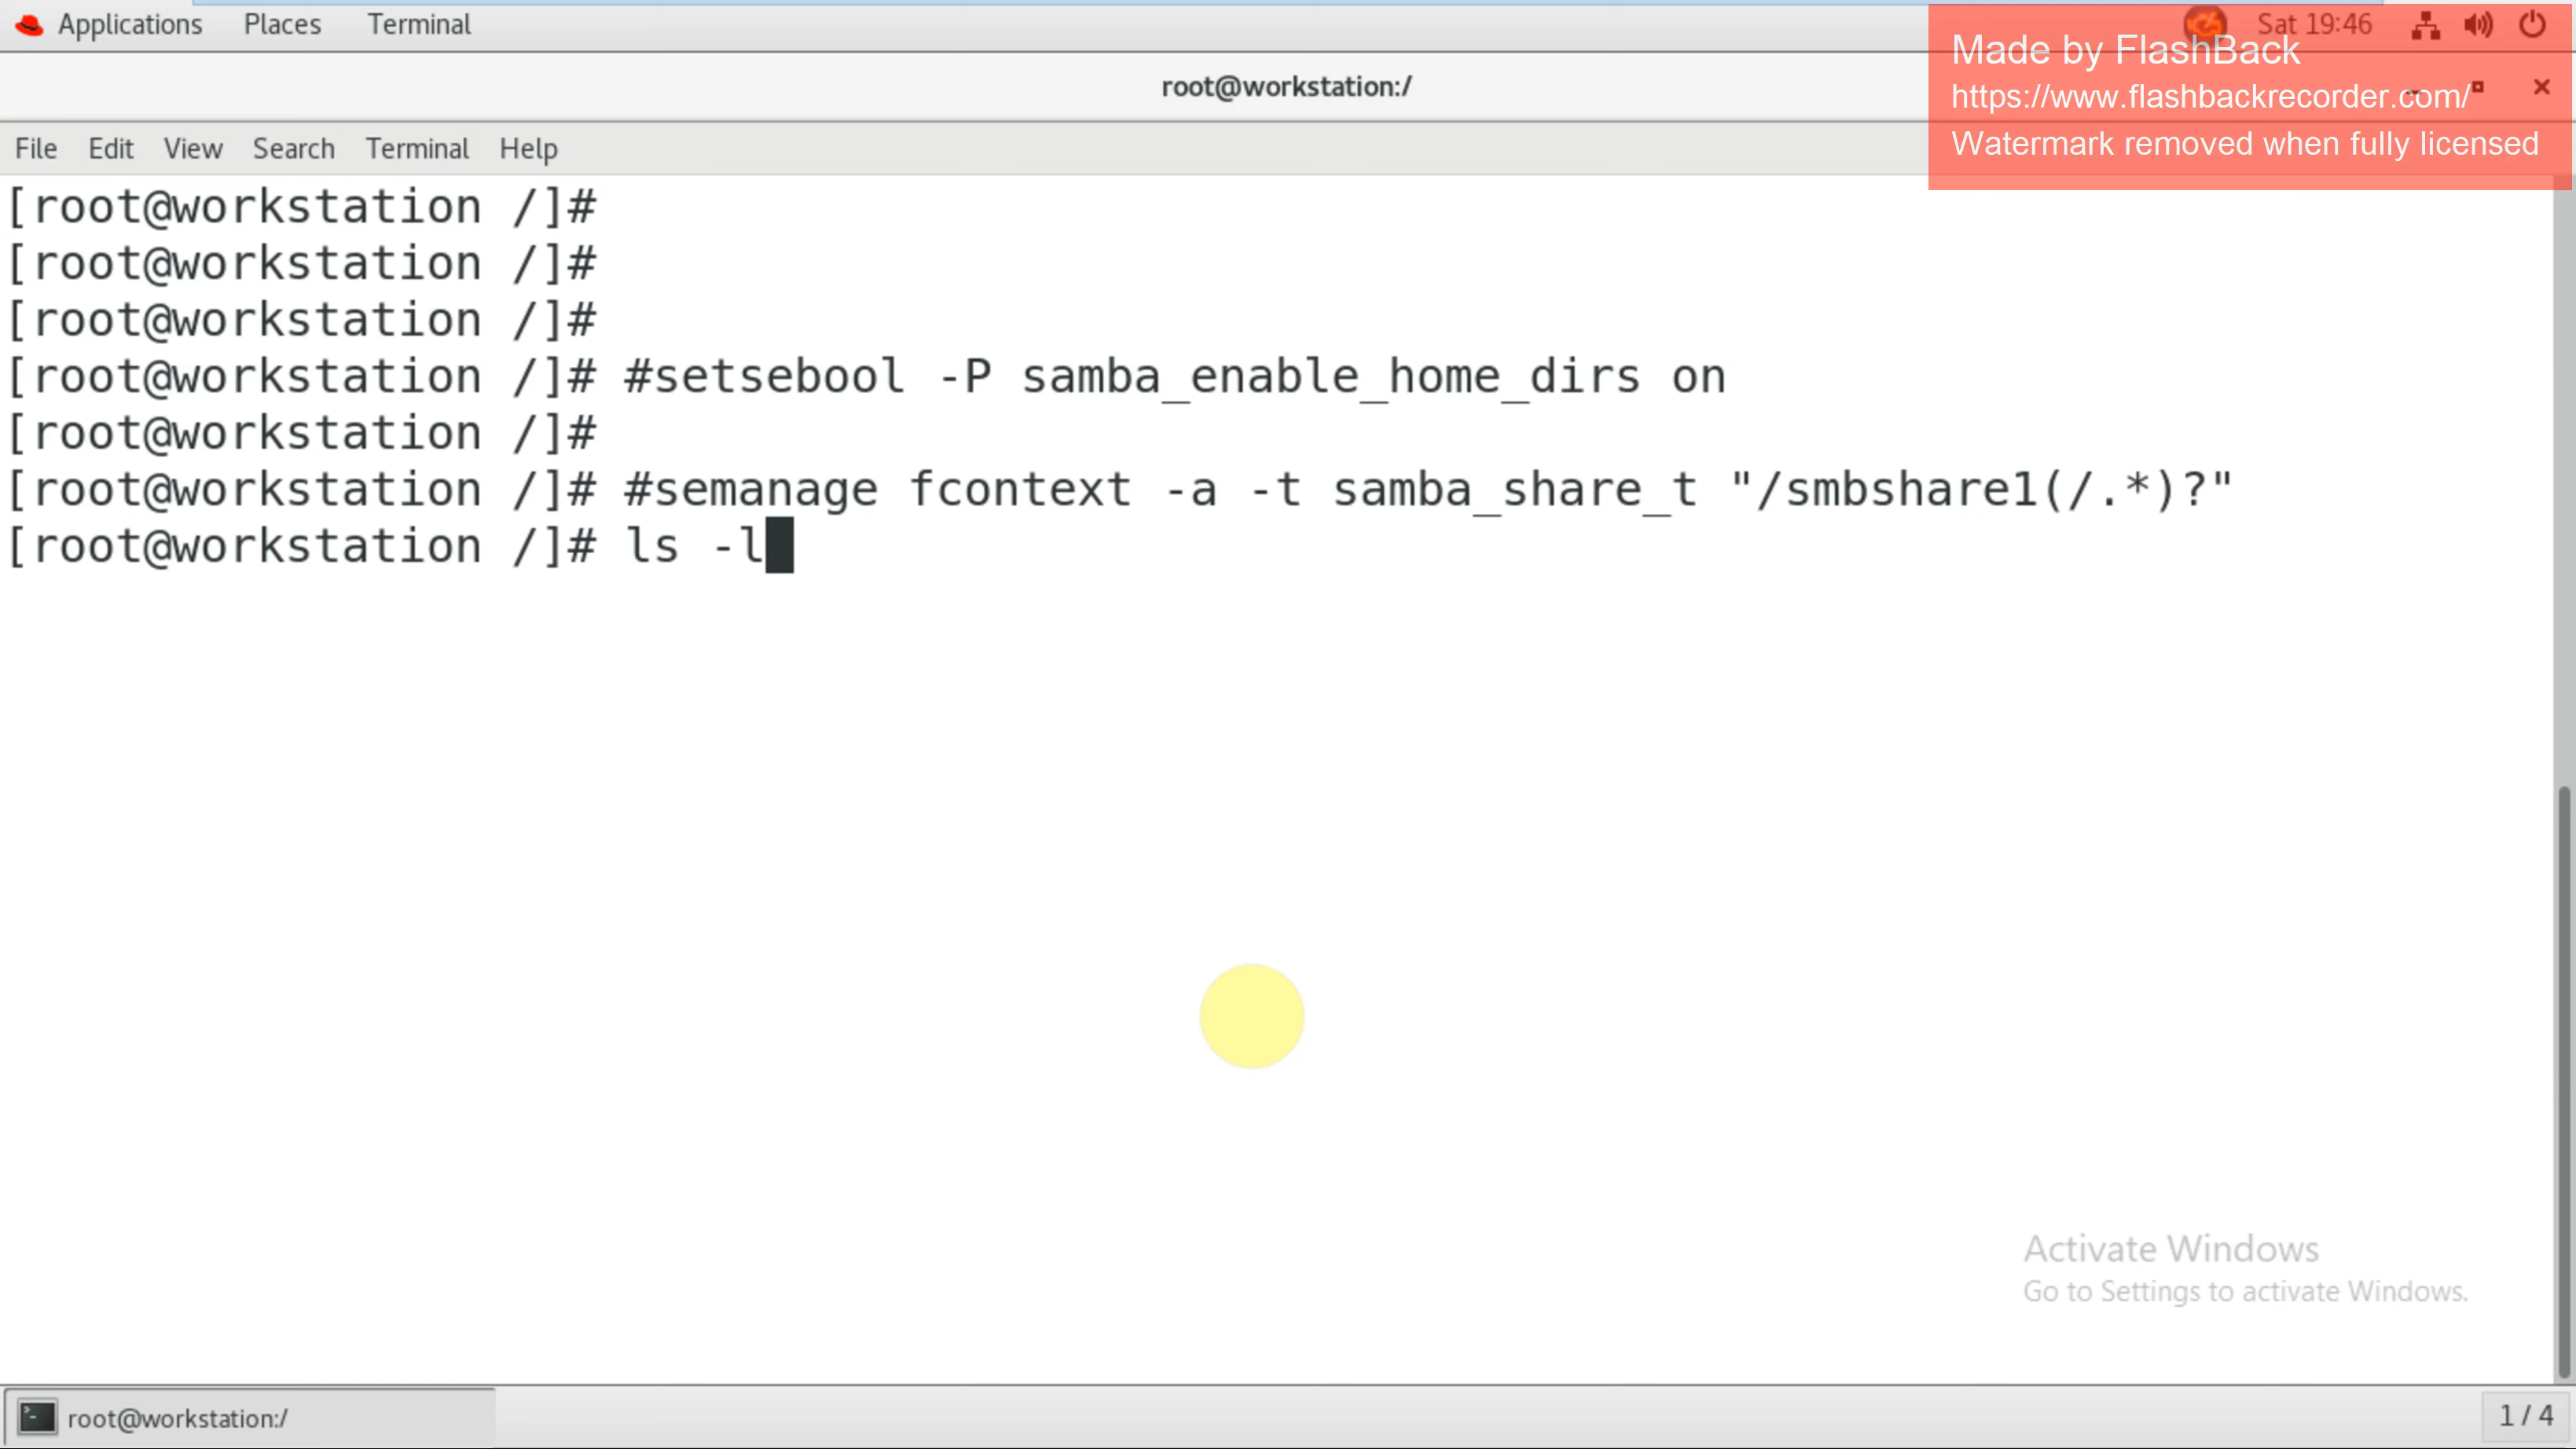 Applications Places Terminal Sat 19:46
Made by FlashBack
root@workstation:/
https://www.flashbackrecorder.com/
File Edit View Search Terminal Help
Watermark removed when fully licensed
[root@workstation /]#
[root@workstation /]#
[root@workstation /]#
[root@workstation /]# #setsebool -P samba_enable_home_dirs on
[root@workstation /]#
[root@workstation /]# #semanage fcontext -a -t samba_share_t "/smbshare1(/.*)?"
[root@workstation /]# ls -l
Activate Windows
Go to Settings to activate Windows.
root@workstation:/
1 / 4